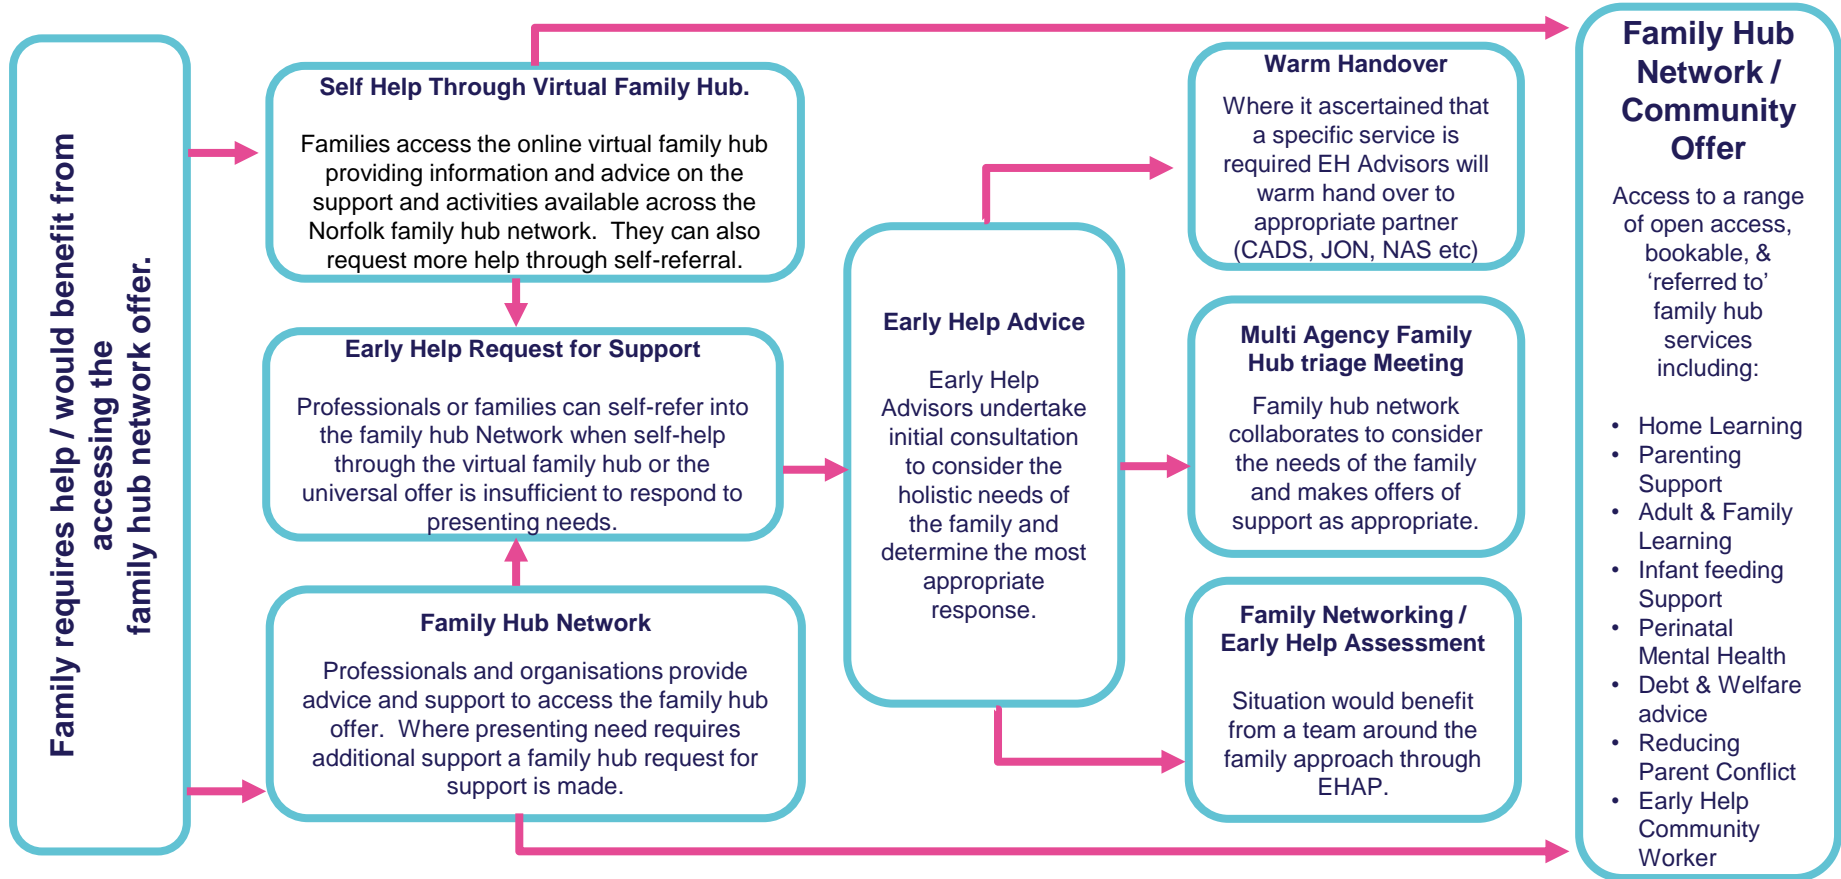 Family requires help / would benefit from
accessing the
family hub network offer.
Self Help Through Virtual Family Hub.
Families access the online virtual family hub
providing information and advice on the
support and activities available across the
Norfolk family hub network.  They can also
request more help through self-referral.
Early Help Request for Support
Professionals or families can self-refer into
the family hub Network when self-help
through the virtual family hub or the
universal offer is insufficient to respond to
presenting needs.
Family Hub Network
Professionals and organisations provide
advice and support to access the family hub
offer.  Where presenting need requires
additional support a family hub request for
support is made.
Early Help Advice
Early Help
Advisors undertake
initial consultation
to consider the
holistic needs of
the family and
determine the most
appropriate
response.
Warm Handover
Where it ascertained that
a specific service is
required EH Advisors will
warm hand over to
appropriate partner
(CADS, JON, NAS etc)
Multi Agency Family
Hub triage Meeting
Family hub network
collaborates to consider
the needs of the family
and makes offers of
support as appropriate.
Family Networking /
Early Help Assessment
Situation would benefit
from a team around the
family approach through
EHAP.
Family Hub
Network /
Community
Offer
Access to a range
of open access,
bookable, &
‘referred to’
family hub
services
including:
• Home Learning
• Parenting
Support
• Adult & Family
Learning
• Infant feeding
Support
• Perinatal
Mental Health
• Debt & Welfare
advice
• Reducing
Parent Conflict
• Early Help
Community
Worker